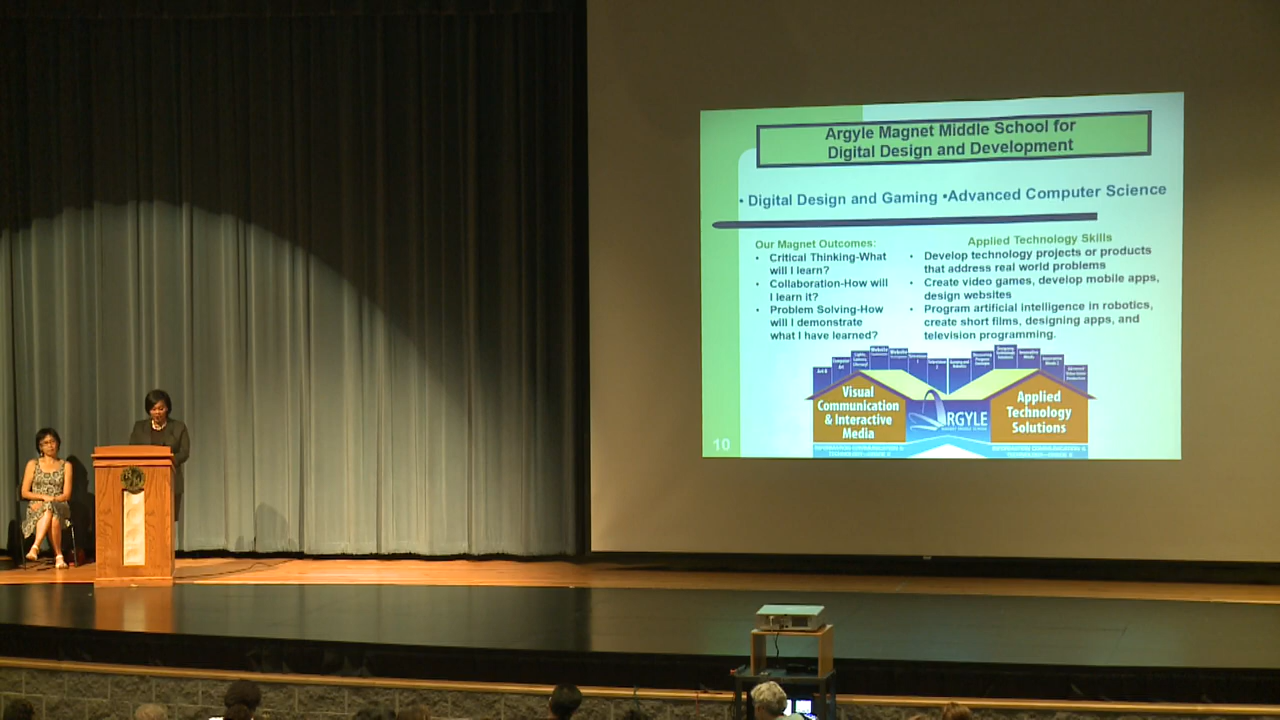 Argyle Magnet Middle School for
Digital Design and Development
• Digital Design and Gaming •Advanced Computer Science
Our Magnet Outcomes:
• Critical Thinking-What
will I learn?
• Collaboration-How will
I learn it?
• Problem Solving-How
will I demonstrate
what I have learned?
Applied Technology Skills
• Develop technology projects or products
that address real world problems
• Create video games, develop mobile apps,
design websites
• Program artificial intelligence in robotics,
create short films, designing apps, and
television programming.
Visual
Communication
& Interactive
Media
ARGYLE
Applied
Technology
Solutions
10